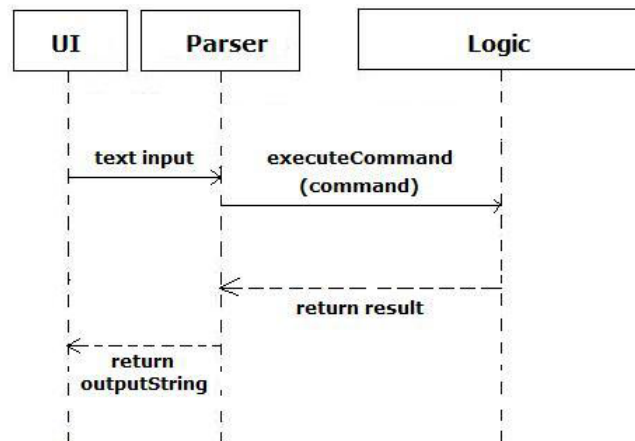 UI
Parser
Logic
text input
executeCommand
(command)
return result
return
outputString